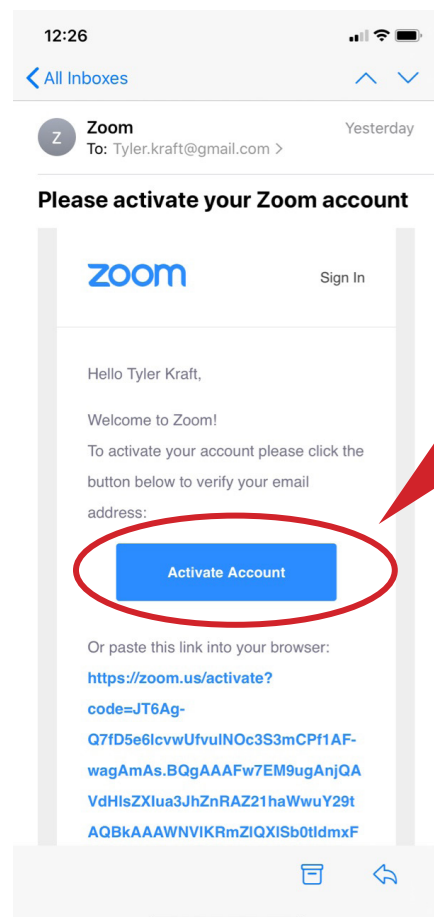 12:26
All Inboxes
Z
Zoom
Yesterday
To: Tyler.kraft@gmail.com >
Please activate your Zoom account
zoom
Sign In
Hello Tyler Kraft,
Welcome to Zoom!
To activate your account please click the
button below to verify your email
address:
Activate Account
Or paste this link into your browser:
https://zoom.us/activate?
code=JT6Ag-
Q7fD5e6IcvwUfvulNOc3S3mCPf1AF-
wagAmAs.BQgAAAFw7EM9ugAnjQA
VdHlsZXIua3JhZnRAZ21haWwuY29t
AQBkAAAWNVlKRmZlQXlSb0tldmxF